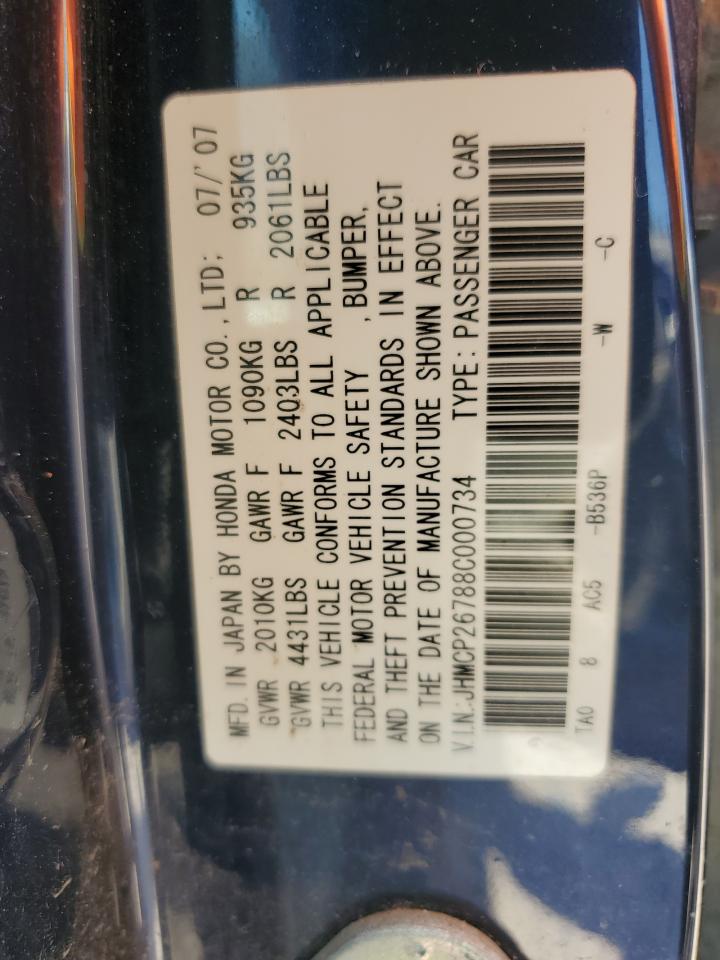 MFD. IN JAPAN BY HONDA MOTOR CO., LTD; 07/'07
GVWR 2010KG GAWR F 1090KG R 935KG
GVWR 4431LBS GAWR F 2403LBS R 2061LBS
THIS VEHICLE CONFORMS TO ALL APPLICABLE
FEDERAL MOTOR VEHICLE SAFETY , BUMPER,
AND THEFT PREVENTION STANDARDS IN EFFECT
ON THE DATE OF MANUFACTURE SHOWN ABOVE.
V.I.N.:JHMCP26788C000734 TYPE: PASSENGER CAR
TA0 8 AC5 -B536P -W -C